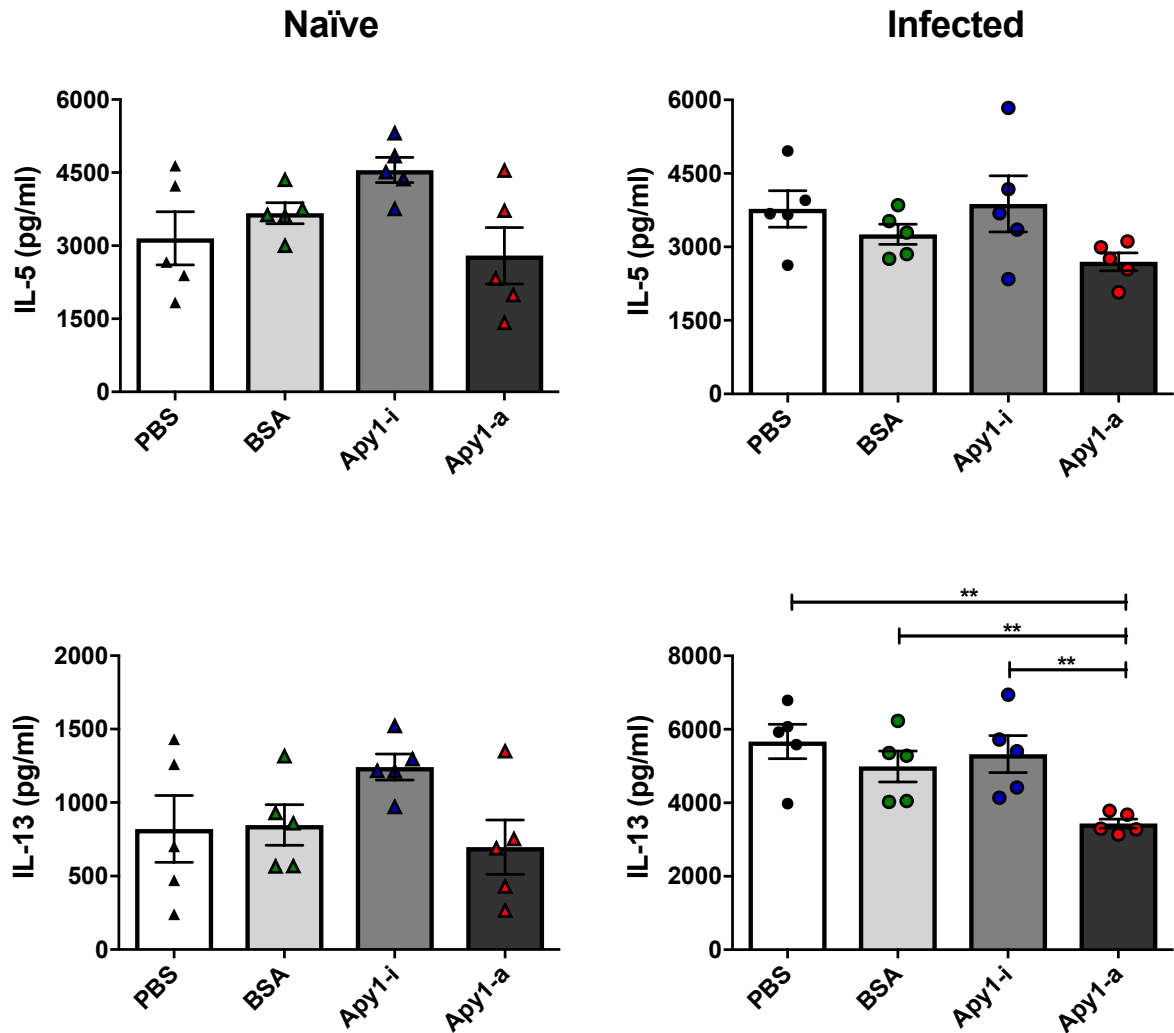 Naïve
Infected
IL-5 (pg/ml)
6000
4500
3000
1500
0
PBS
BSA
Apy1-i
Apy1-a
IL-5 (pg/ml)
6000
4500
3000
1500
0
PBS
BSA
Apy1-i
Apy1-a
IL-13 (pg/ml)
2000
1500
1000
500
0
PBS
BSA
Apy1-i
Apy1-a
**
**
**
IL-13 (pg/ml)
8000
6000
4000
2000
0
PBS
BSA
Apy1-i
Apy1-a